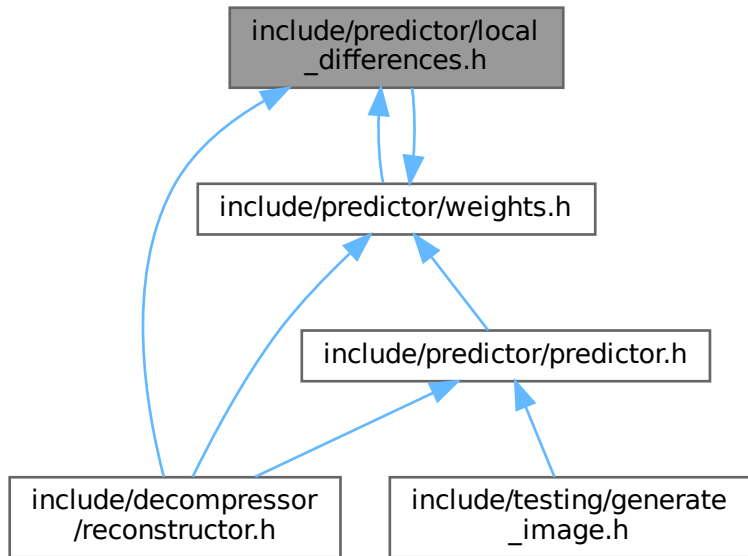 include/predictor/local
_differences.h
include/predictor/weights.h
include/predictor/predictor.h
include/decompressor
/reconstructor.h
include/testing/generate
_image.h